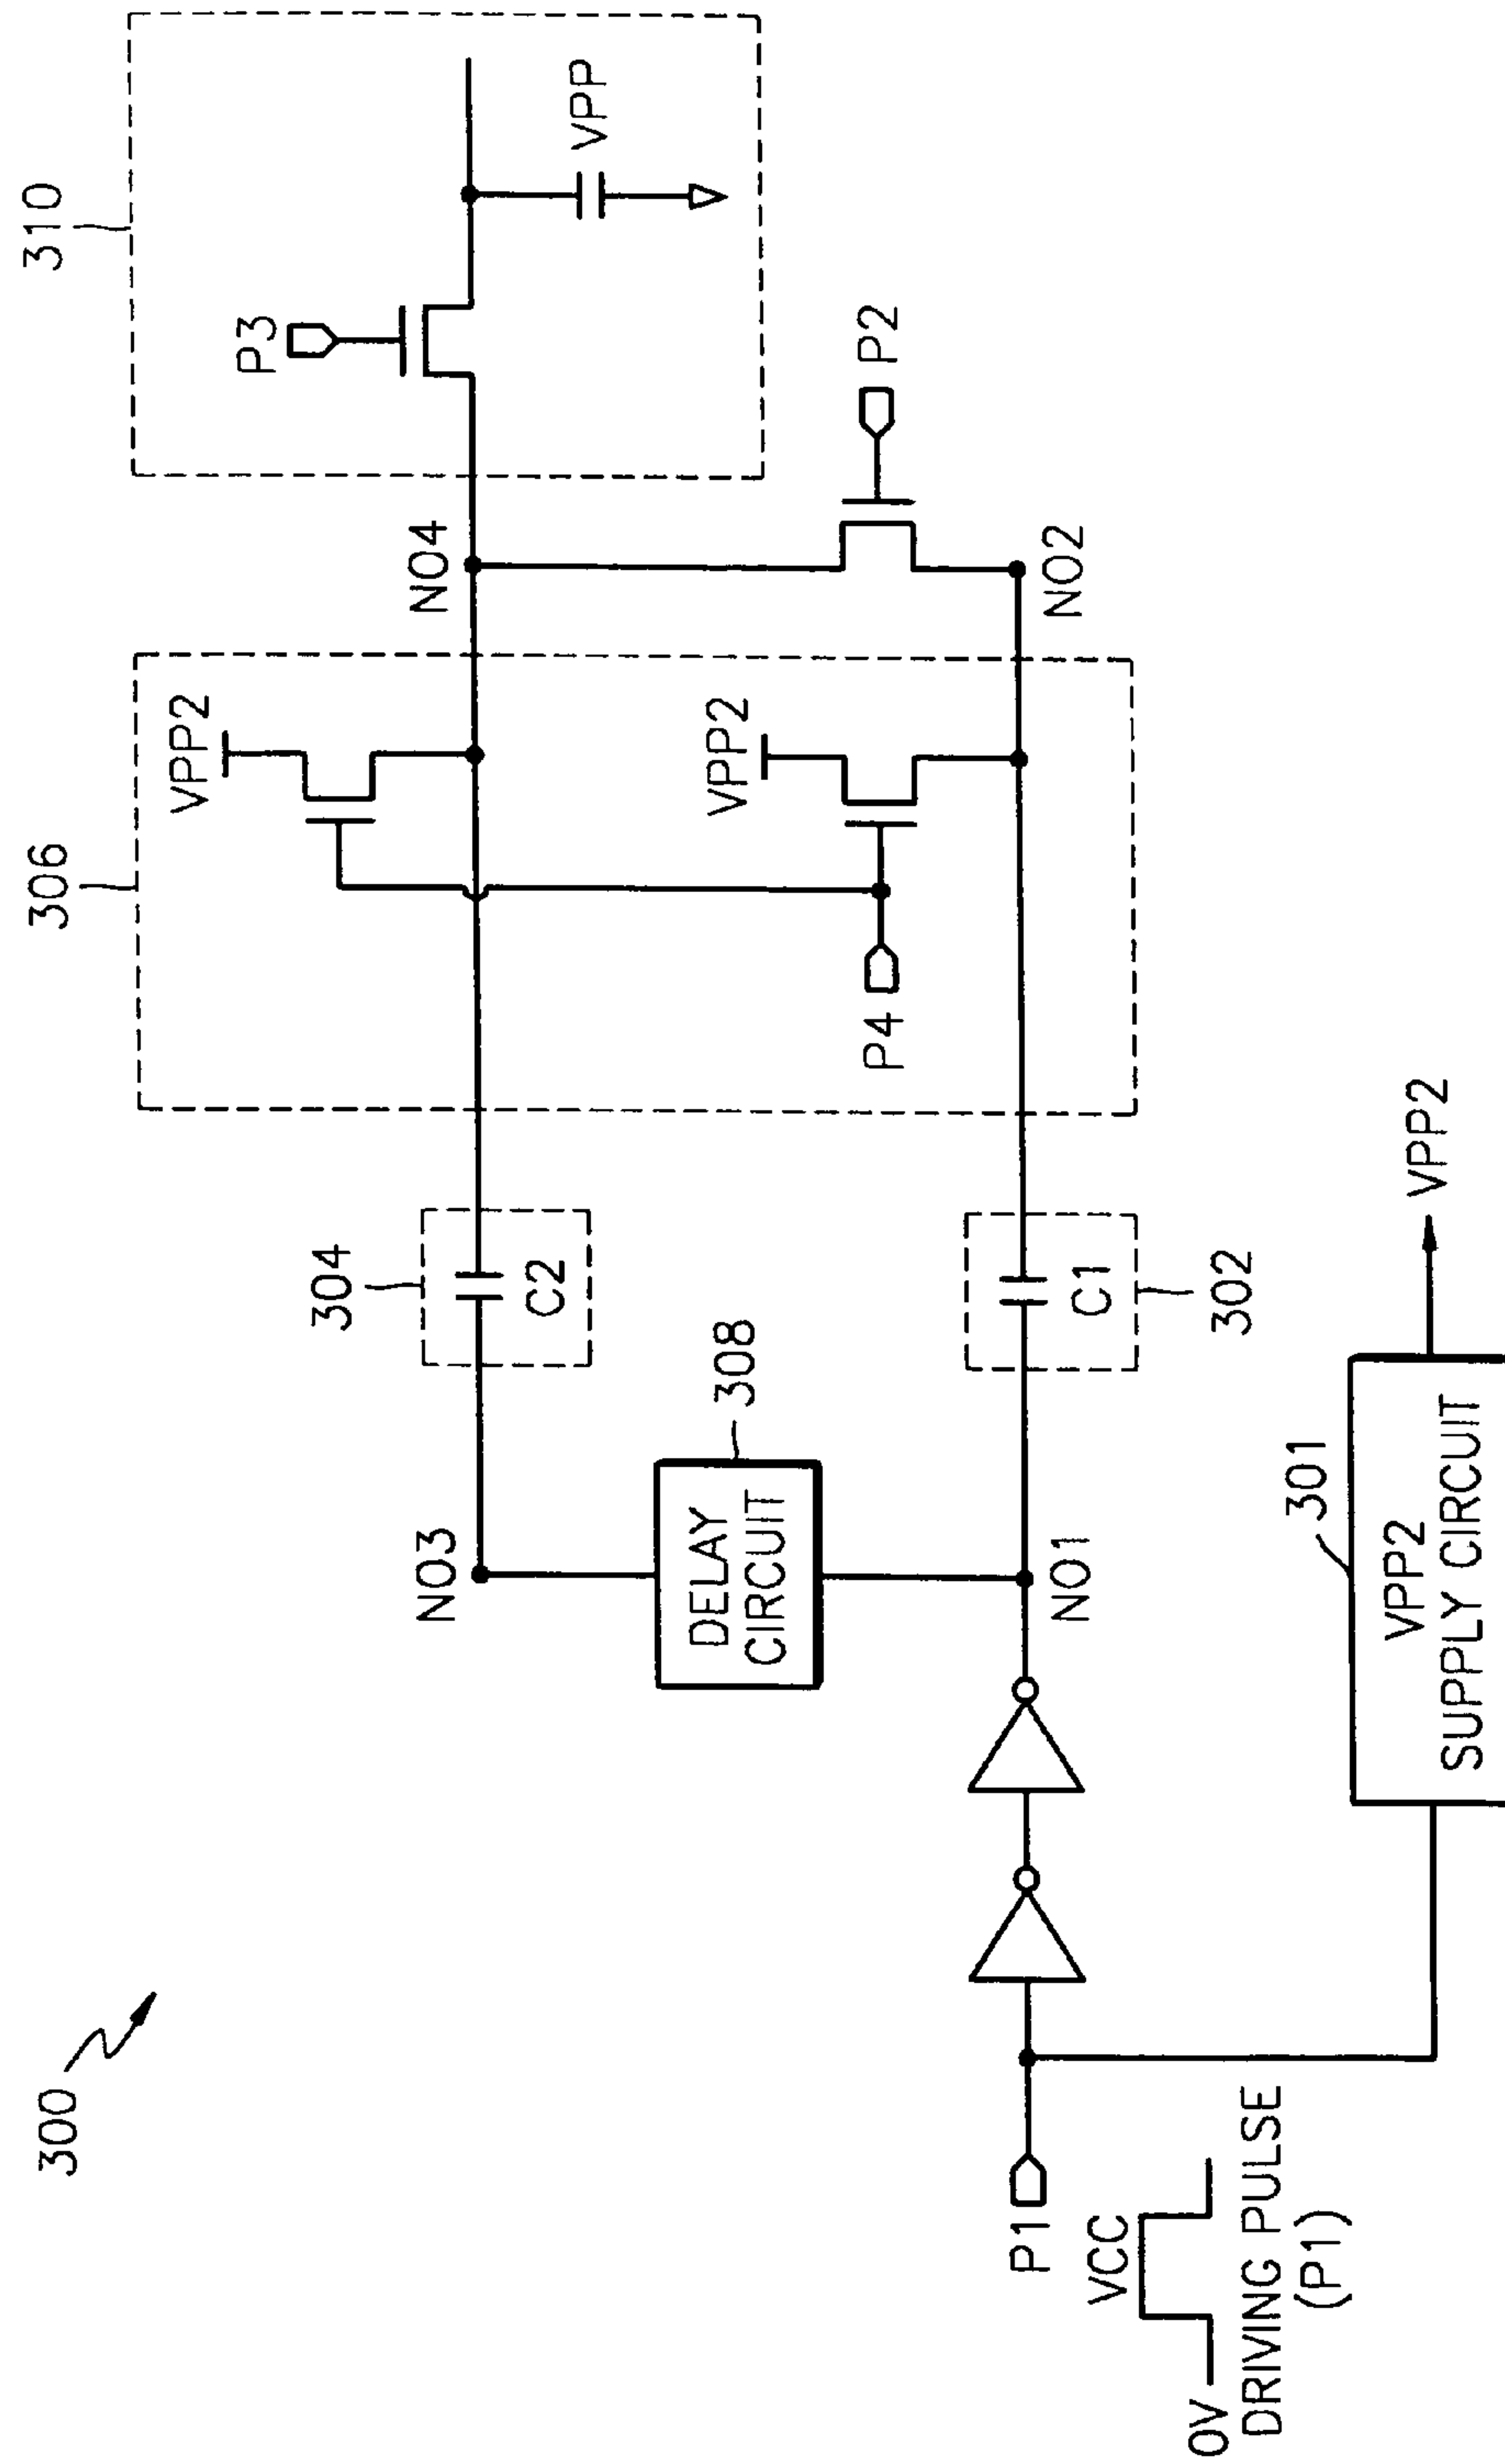 300
310
306
P3
VPP
VPP2
NO4
304
C2
VPP2
P2
NO3
308
DELAY
CIRCUIT
P4
NO2
C1
302
P1
NO1
VCC
0V
DRIVING PULSE
(P1)
301
VPP2
SUPPLY CIRCUIT
VPP2